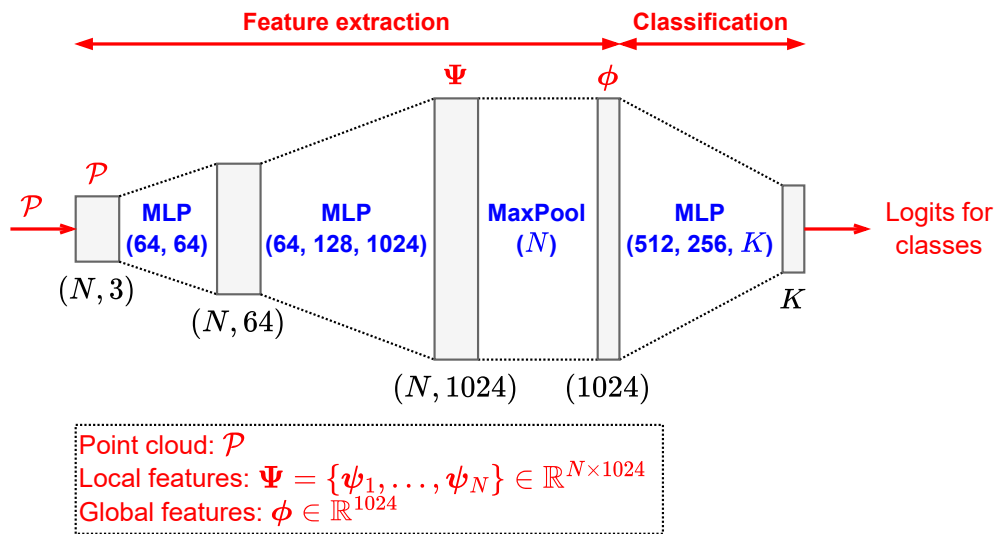 Feature extraction
Classification
𝚿
𝝓
𝒫
𝒫
MLP
(64, 64)
MLP
(64, 128, 1024)
MaxPool
(N)
MLP
(512, 256, K)
Logits for
classes
(N, 3)
(N, 64)
(N, 1024)
(1024)
K
Point cloud: 𝒫
Local features: 𝚿 = {𝝍₁, . . . , 𝝍_N} ∈ ℝ^{N×1024}
Global features: 𝝓 ∈ ℝ^{1024}